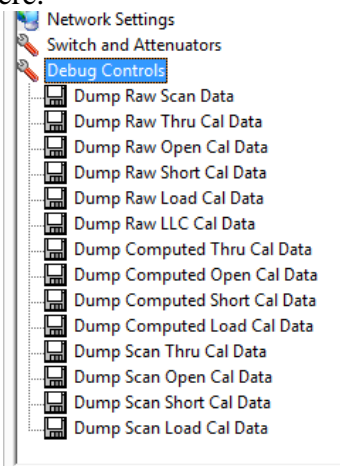 ere.
Network Settings
Switch and Attenuators
Debug Controls
Dump Raw Scan Data
Dump Raw Thru Cal Data
Dump Raw Open Cal Data
Dump Raw Short Cal Data
Dump Raw Load Cal Data
Dump Raw LLC Cal Data
Dump Computed Thru Cal Data
Dump Computed Open Cal Data
Dump Computed Short Cal Data
Dump Computed Load Cal Data
Dump Scan Thru Cal Data
Dump Scan Open Cal Data
Dump Scan Short Cal Data
Dump Scan Load Cal Data